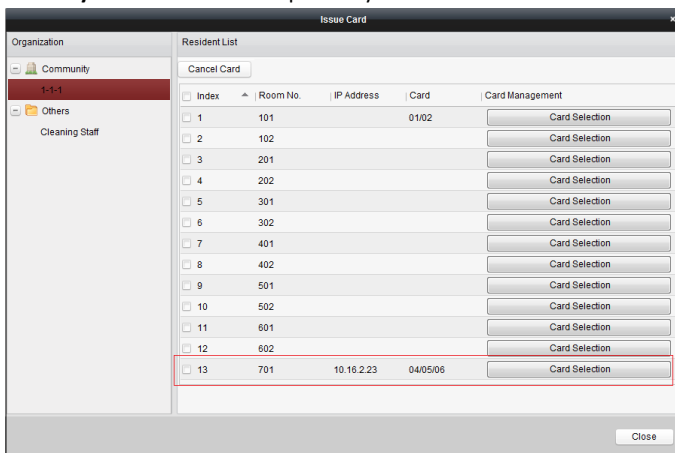 Issue Card ×
Organization
Resident List
Community
1-1-1
Others
Cleaning Staff
Cancel Card
Index Room No. IP Address Card Card Management
1 101 01/02 Card Selection
2 102 Card Selection
3 201 Card Selection
4 202 Card Selection
5 301 Card Selection
6 302 Card Selection
7 401 Card Selection
8 402 Card Selection
9 501 Card Selection
10 502 Card Selection
11 601 Card Selection
12 602 Card Selection
13 701 10.16.2.23 04/05/06 Card Selection
Close